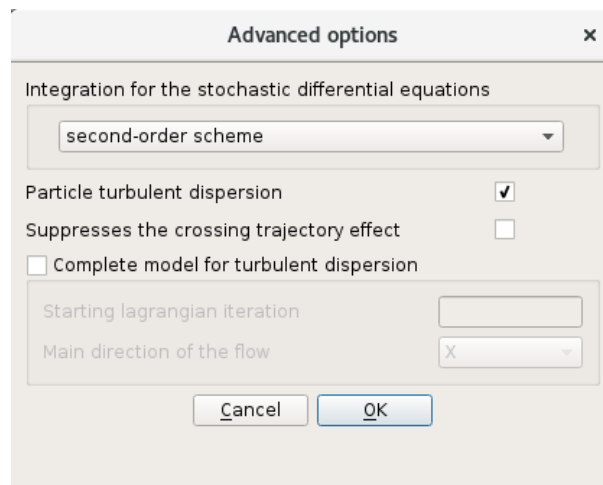 Advanced options
Integration for the stochastic differential equations
second-order scheme
Particle turbulent dispersion
Suppresses the crossing trajectory effect
Complete model for turbulent dispersion
Starting lagrangian iteration
Main direction of the flow X
Cancel OK